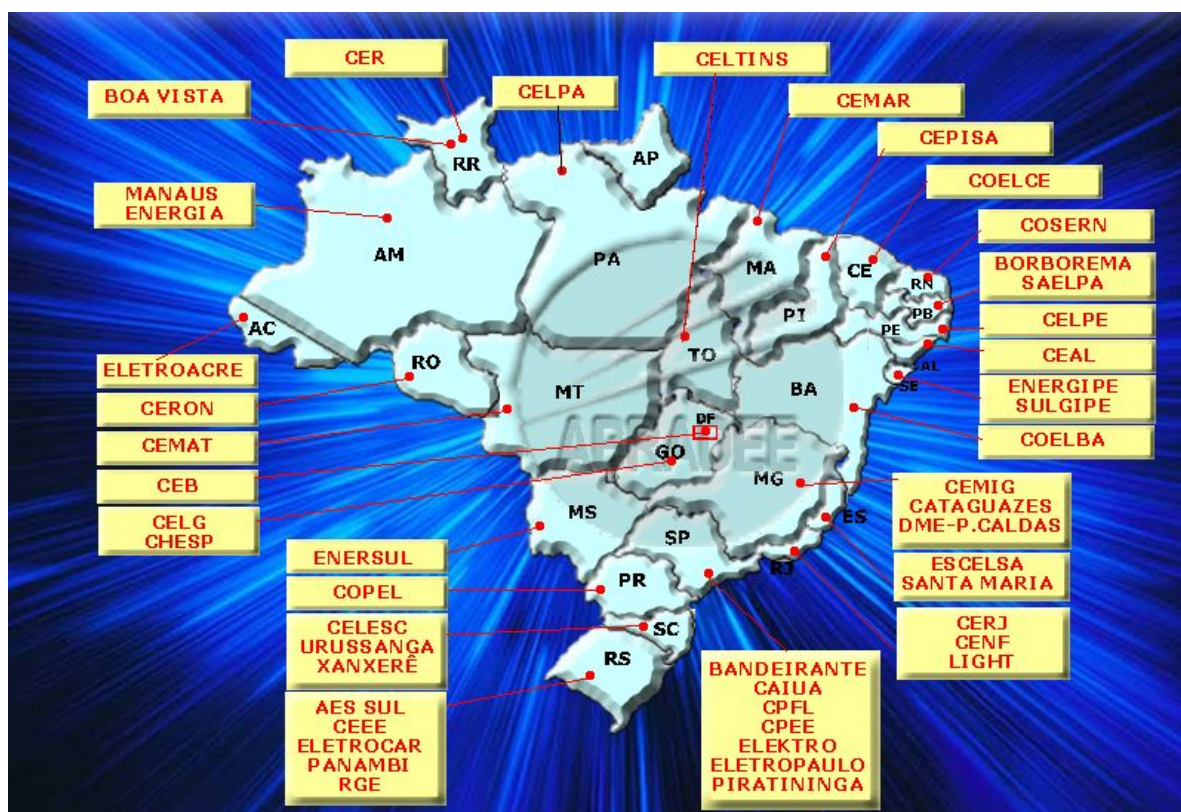 CER
CELTINS
BOA VISTA
CELPA
CEMAR
CEPISA
COELCE
MANAUS
ENERGIA
COSERN
BORBOREMA
SAELPA
CELPE
CEAL
ENERGIPE
SULGIPE
COELBA
ELETROACRE
CERON
CEMAT
CEB
CELG
CHESP
CEMIG
CATAGUAZES
DME-P.CALDAS
ESCELSA
SANTA MARIA
CERJ
CENF
LIGHT
ENERSUL
COPEL
CELESC
URUSSANGA
XANXERÊ
AES SUL
CEEE
ELETROCAR
PANAMBI
RGE
BANDEIRANTE
CAIUA
CPFL
CPEE
ELEKTRO
ELETROPAULO
PIRATININGA
RR
AP
AM
PA
MA
CE
RN
PI
PB
PE
AC
RO
TO
AL
SE
MT
BA
DF
ABRADEE
GO
MG
MS
ES
SP
RJ
PR
SC
RS